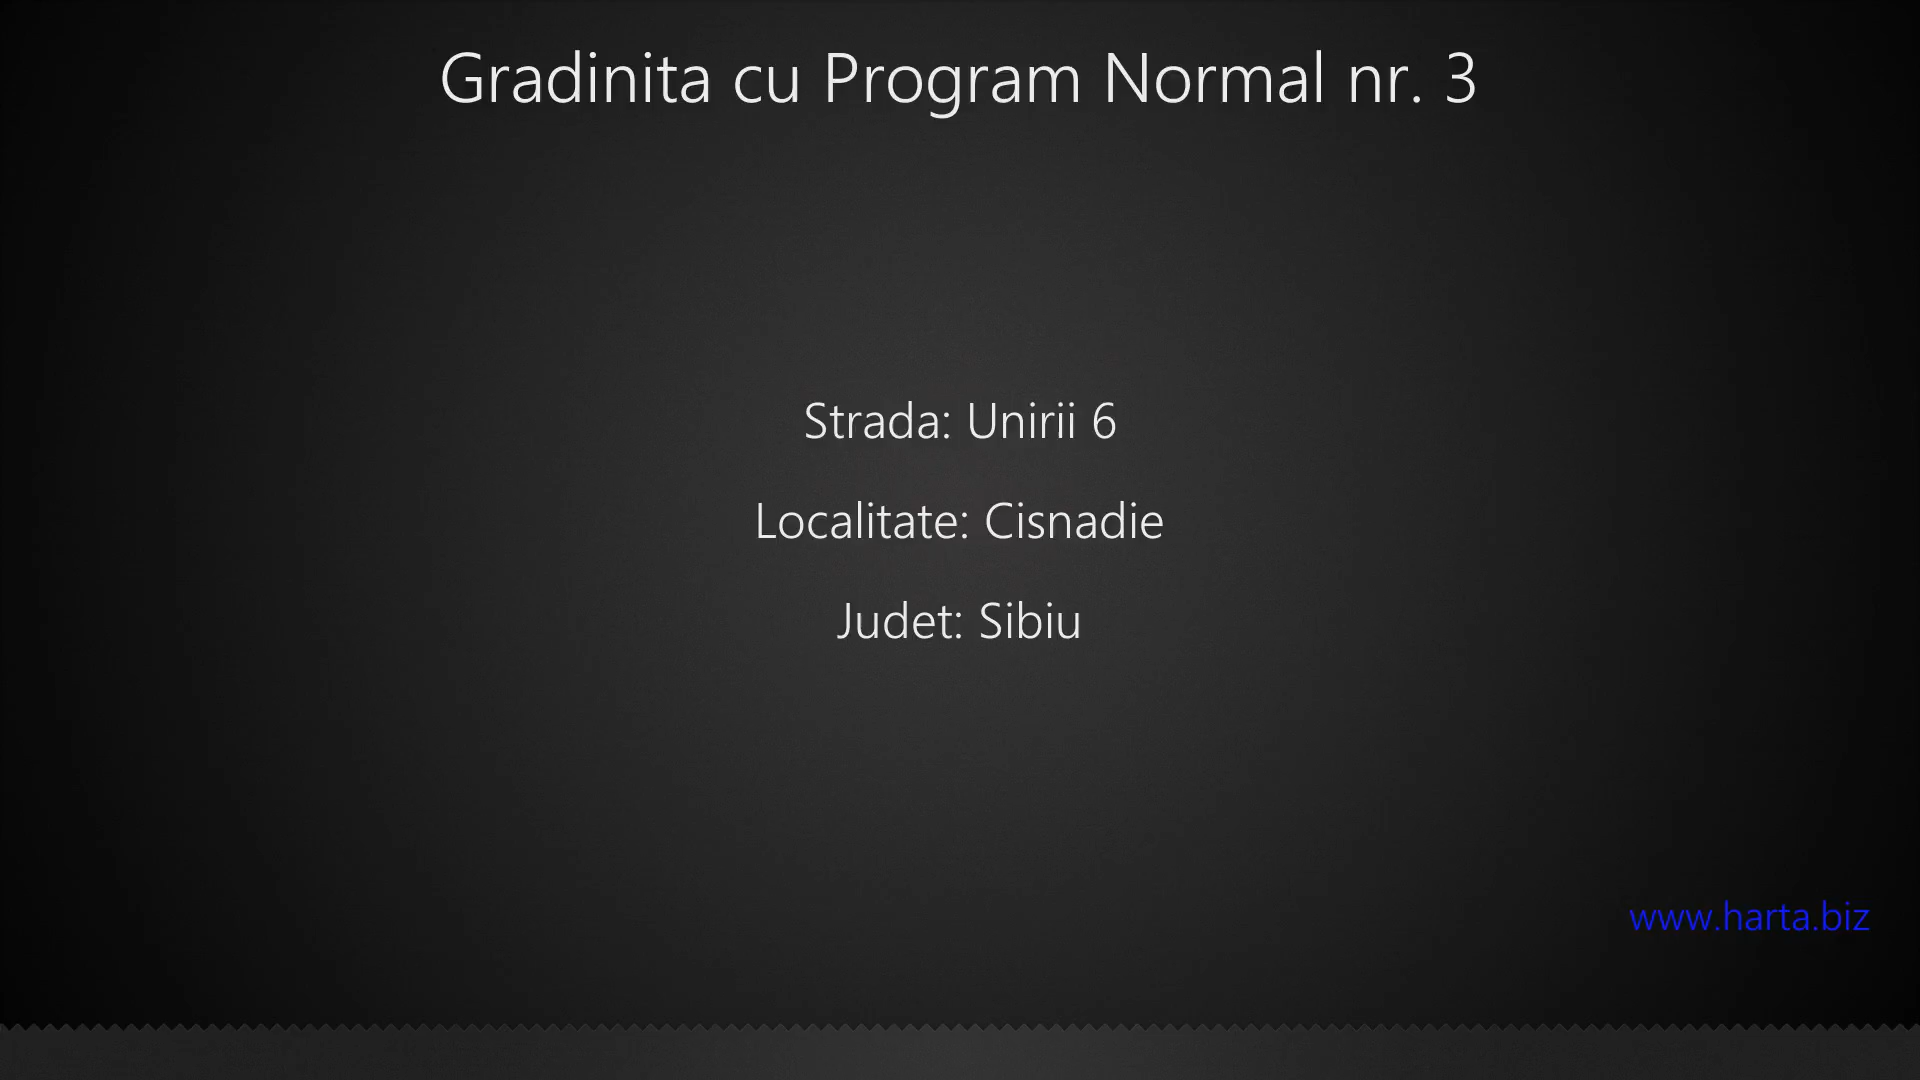 Gradinita cu Program Normal nr. 3
Strada: Unirii 6
Localitate: Cisnadie
Judet: Sibiu
www.harta.biz